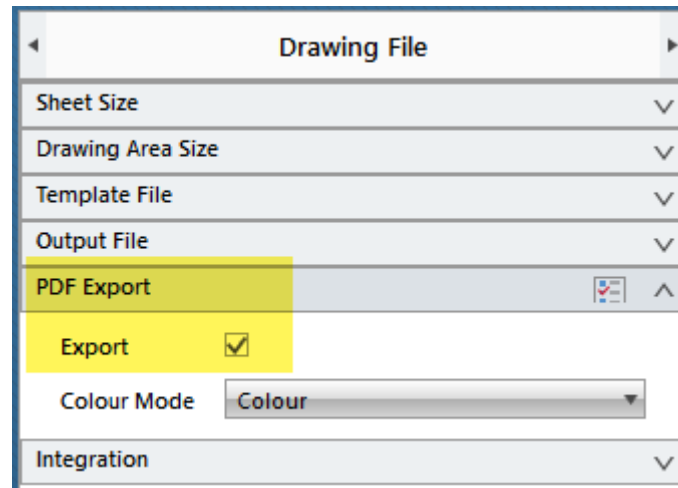 Drawing File
Sheet Size
Drawing Area Size
Template File
Output File
PDF Export
Export
Colour Mode Colour
Integration